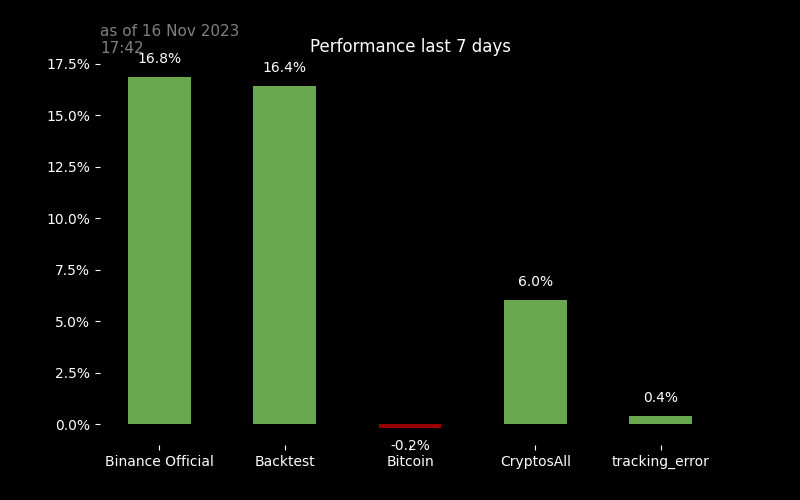 as of 16 Nov 2023
17:42
Performance last 7 days
17.5%
15.0%
12.5%
10.0%
7.5%
5.0%
2.5%
0.0%
16.8%
16.4%
-0.2%
6.0%
0.4%
Binance Official
Backtest
Bitcoin
CryptosAll
tracking_error